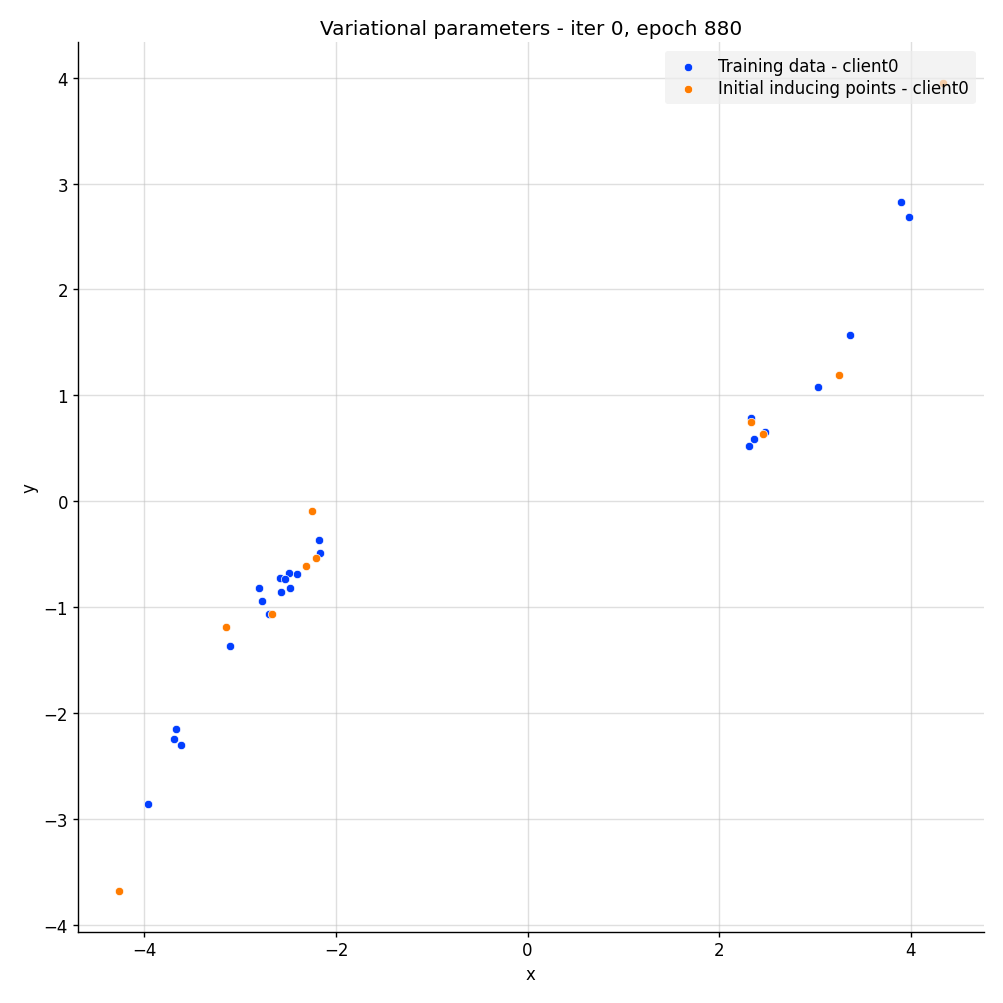 Variational parameters - iter 0, epoch 880
Training data - client0
Initial inducing points - client0
4
3
2
1
0
−1
−2
−3
−4
y
−4 −2 0 2 4
x